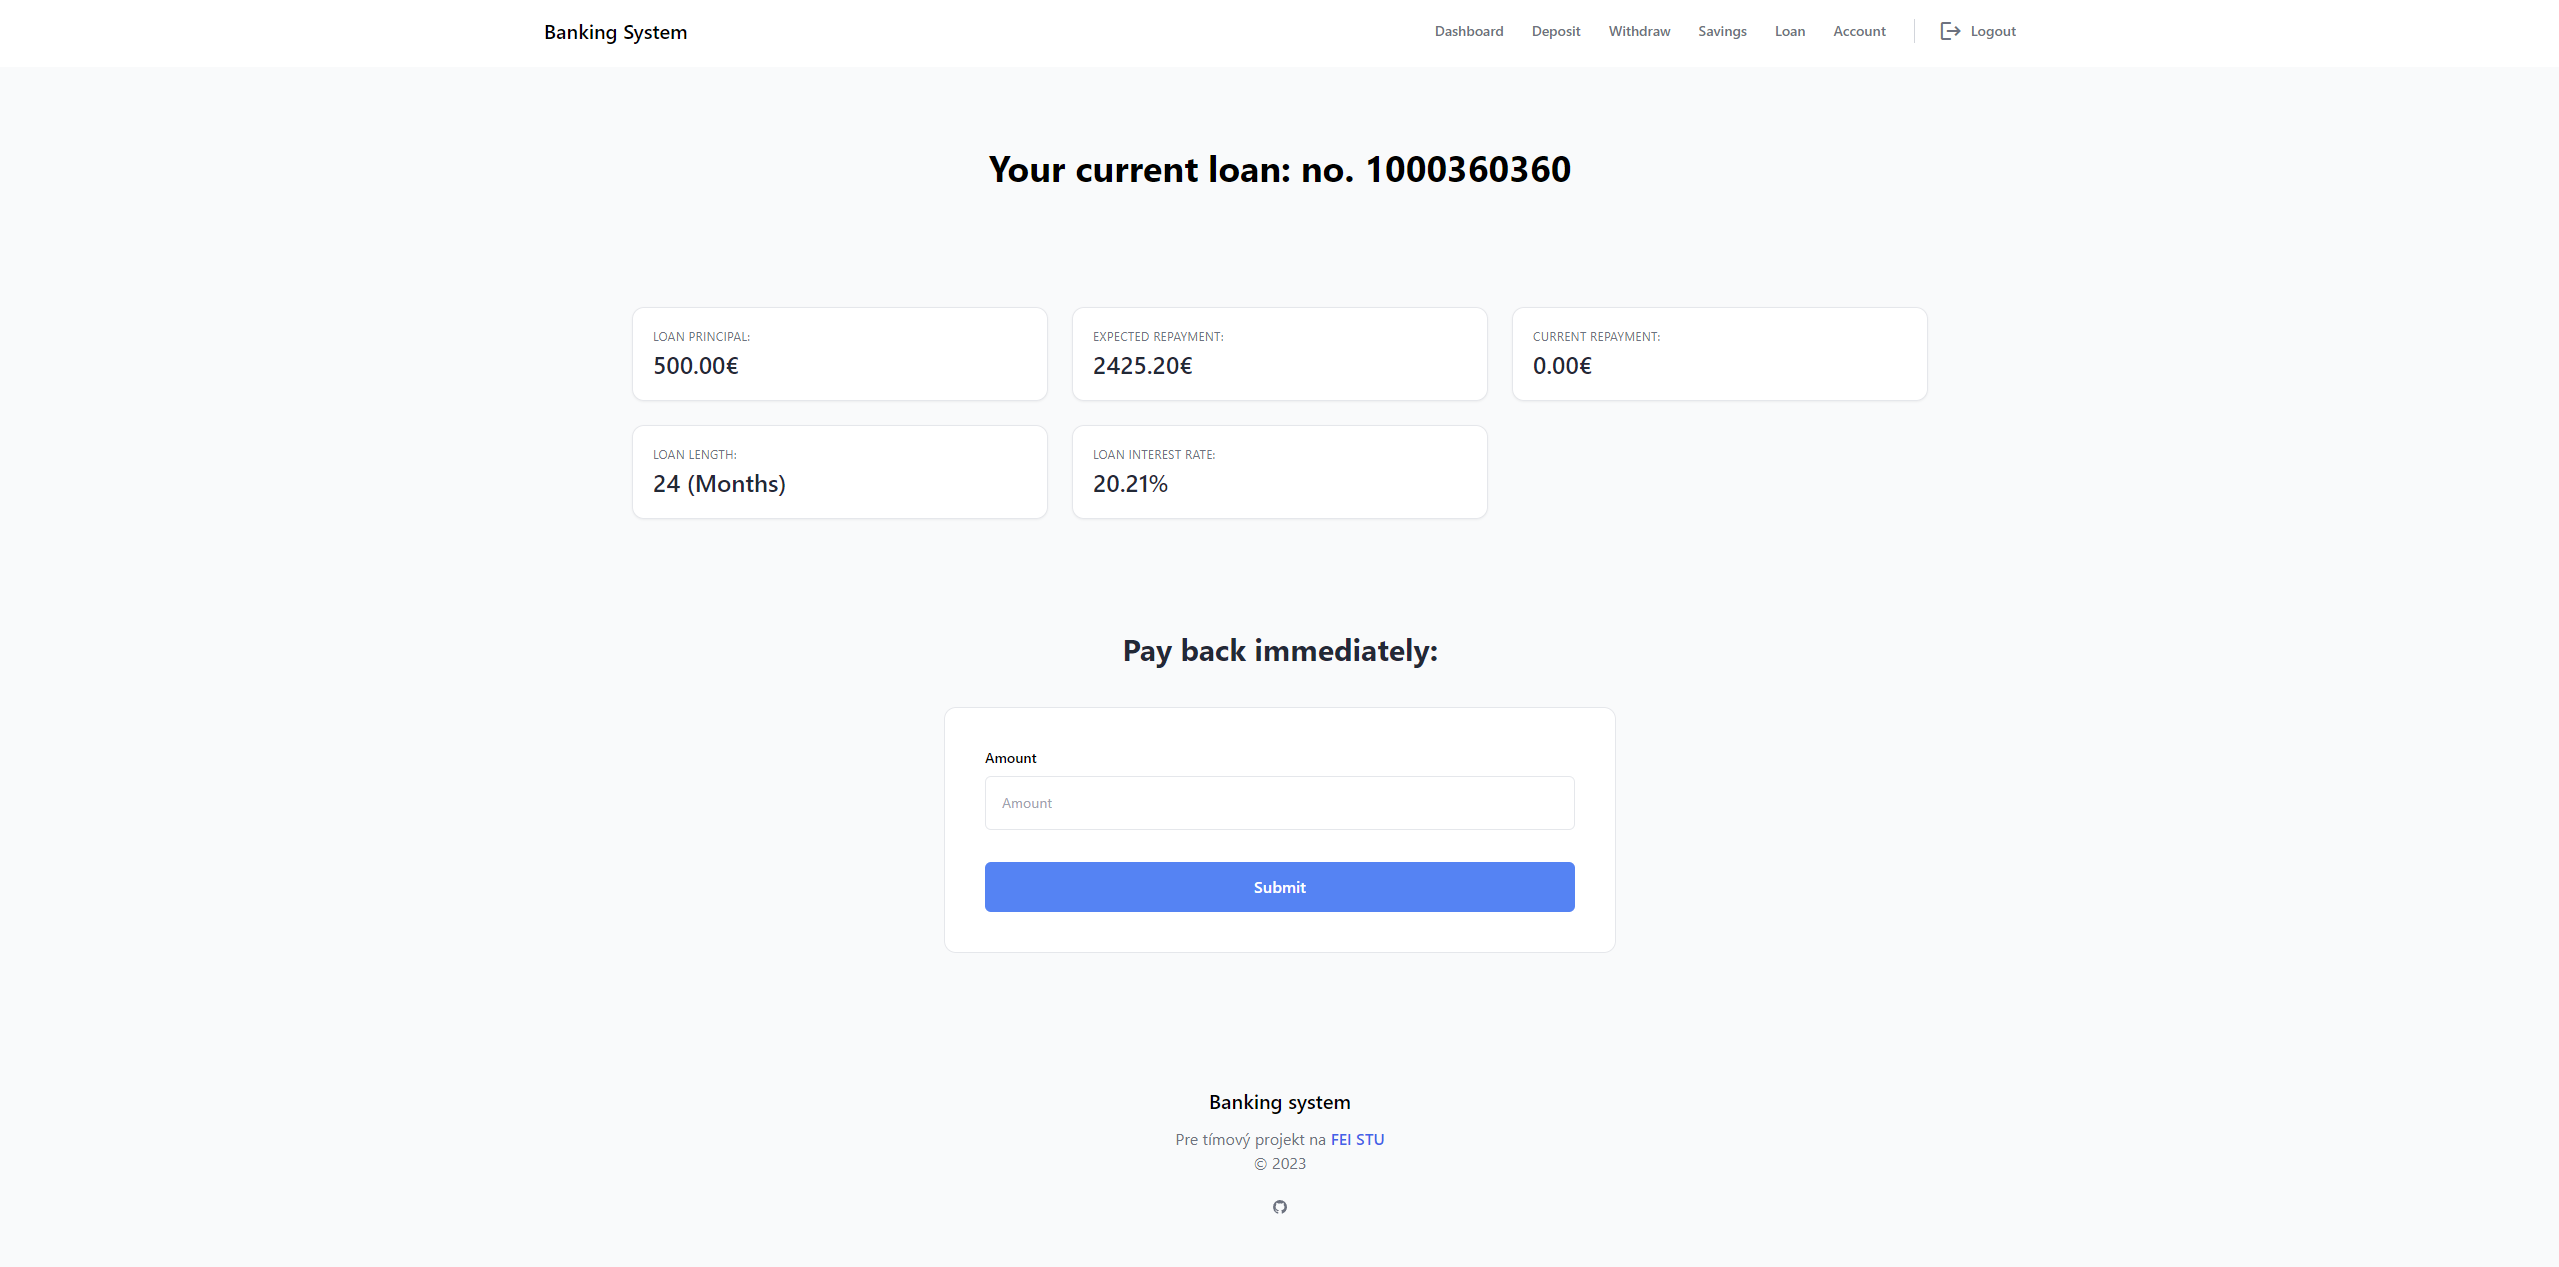 Banking System
Dashboard Deposit Withdraw Savings Loan Account Logout
Your current loan: no. 1000360360
LOAN PRINCIPAL:
500.00€
EXPECTED REPAYMENT:
2425.20€
CURRENT REPAYMENT:
0.00€
LOAN LENGTH:
24 (Months)
LOAN INTEREST RATE:
20.21%
Pay back immediately:
Amount
Amount
Submit
Banking system
Pre tímový projekt na FEI STU
© 2023